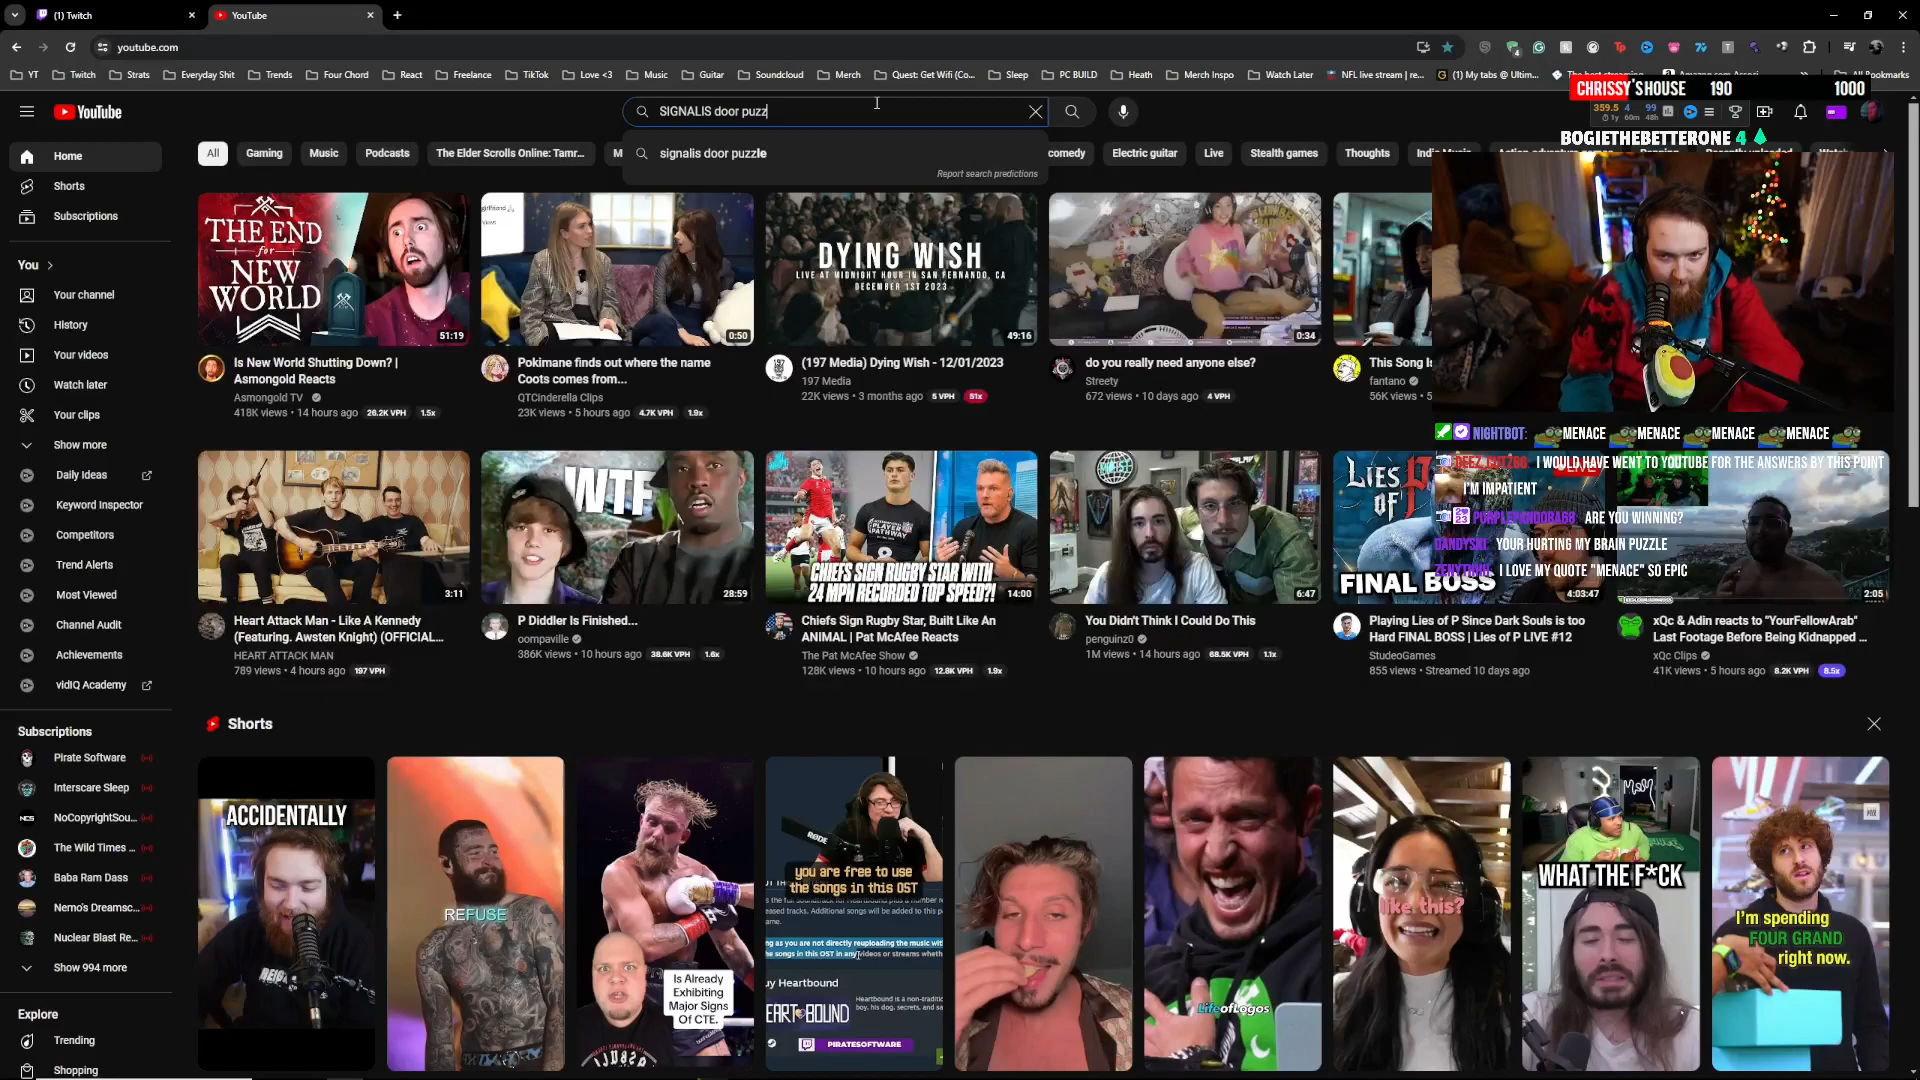 (1) Twitch
YouTube
youtube.com
YT
Twitch
Strats
Everyday Shit
Trends
Four Chord
React
Freelance
TikTok
Love <3
Music
Guitar
Soundcloud
Merch
Quest: Get Wifi (Co...
Sleep
PC BUILD
Heath
Merch Inspo
Watch Later
NFL live stream | re...
(1) My tabs @ Ultim...
All Bookmarks
CHRISSY'S HOUSE 190 1000
YouTube
SIGNALIS door puzz
signalis door puzzle
Report search predictions
BOGIETHEBETTERONE 4
All
Gaming
Music
Podcasts
The Elder Scrolls Online: Tamr...
comedy
Electric guitar
Live
Stealth games
Thoughts
Home
Shorts
Subscriptions
You
Your channel
History
Your videos
Watch later
Your clips
Show more
Daily Ideas
Keyword Inspector
Competitors
Trend Alerts
Most Viewed
Channel Audit
Achievements
vidIQ Academy
Subscriptions
Pirate Software
Interscare Sleep
NoCopyrightSou...
The Wild Times ...
Baba Ram Dass
Nemo's Dreamsc...
Nuclear Blast Re...
Show 994 more
Explore
Trending
Shopping
THE END
for
NEW
WORLD
51:19
Is New World Shutting Down? |
Asmongold Reacts
Asmongold TV
418K views • 14 hours ago 26.2K VPH 1.5x
0:50
Pokimane finds out where the name
Coots comes from...
QTCinderella Clips
23K views • 5 hours ago 4.7K VPH 1.9x
DYING WISH
LIVE AT MIDNIGHT HOUR IN SAN FERNANDO, CA
DECEMBER 1ST 2023
49:16
(197 Media) Dying Wish - 12/01/2023
197 Media
22K views • 3 months ago 5 VPH 51x
0:34
do you really need anyone else?
Streety
672 views • 10 days ago 4 VPH
This Song Is
fantano
56K views • 5
NIGHTBOT: MENACE MENACE MENACE MENACE
I WOULD HAVE WENT TO YOUTUBE FOR THE ANSWERS BY THIS POINT
I'M IMPATIENT
PURPLEPANDORA68 ARE YOU WINNING?
DANDYSKI YOUR HURTING MY BRAIN PUZZLE
I LOVE MY QUOTE "MENACE" SO EPIC
3:11
Heart Attack Man - Like A Kennedy
(Featuring. Awsten Knight) (OFFICIAL...
HEART ATTACK MAN
789 views • 4 hours ago 197 VPH
WTF
28:59
P Diddler Is Finished...
oompaville
386K views • 10 hours ago 38.6K VPH 1.6x
CHIEFS SIGN RUGBY STAR WITH
24 MPH RECORDED TOP SPEED?!
14:00
Chiefs Sign Rugby Star, Built Like An
ANIMAL | Pat McAfee Reacts
The Pat McAfee Show
128K views • 10 hours ago 12.8K VPH 1.9x
6:47
You Didn't Think I Could Do This
penguinz0
1M views • 14 hours ago 68.5K VPH 1.1x
LIES
OF P
FINAL BOSS
4:03:47
Playing Lies of P Since Dark Souls is too
Hard FINAL BOSS | Lies of P LIVE #12
StudeoGames
855 views • Streamed 10 days ago
2:05
xQc & Adin reacts to "YourFellowArab"
Last Footage Before Being Kidnapped ...
xQc Clips
41K views • 5 hours ago 8.2K VPH 8.5x
Shorts
ACCIDENTALLY
REFUSE
Is Already
Exhibiting
Major Signs
Of CTE.
RØDE
you are free to use
the songs in this OST
uy Heartbound
PIRATESOFTWARE
LifeofLogos
like this?
WHAT THE F*CK
I'm spending
FOUR GRAND
right now.